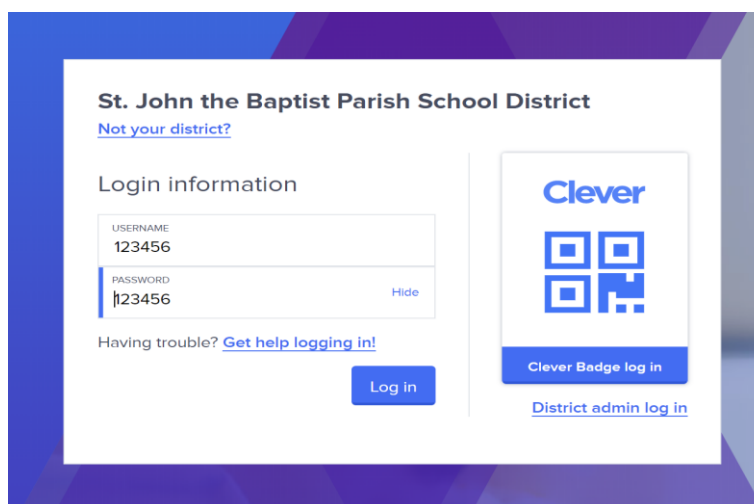 St. John the Baptist Parish School District
Not your district?
Login information
USERNAME
123456
PASSWORD
123456
Hide
Having trouble? Get help logging in!
Log in
Clever
Clever Badge log in
District admin log in